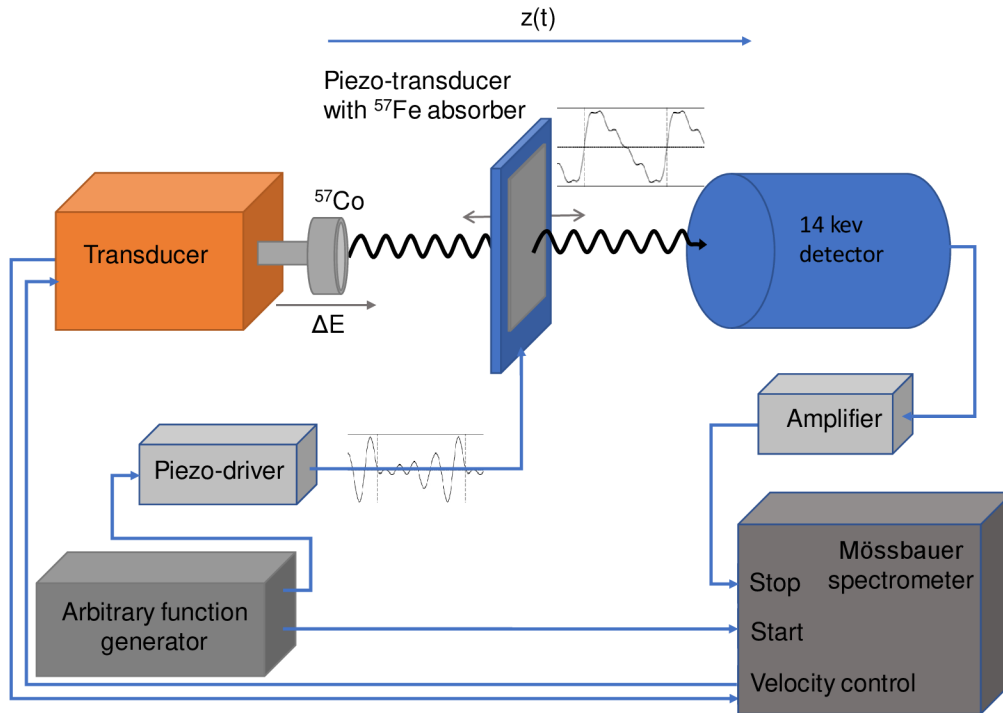 z(t)
Piezo-transducer
with ⁵⁷Fe absorber
⁵⁷Co
Transducer
14 kev
detector
ΔE
Amplifier
Piezo-driver
Mössbauer
spectrometer
Stop
Arbitrary function
generator
Start
Velocity control